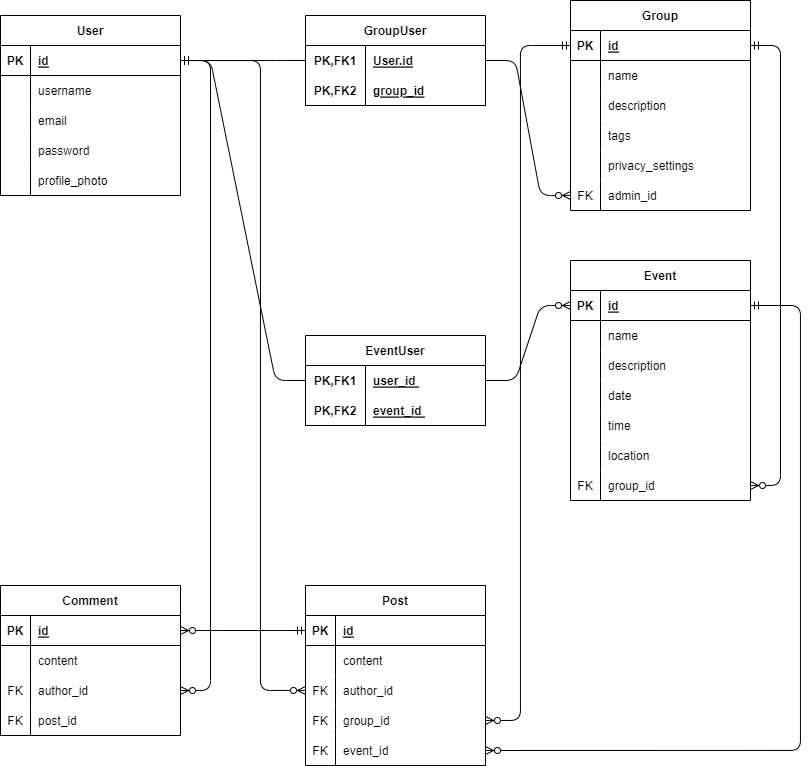 User
PK id
username
email
password
profile_photo
GroupUser
PK,FK1 User.id
PK,FK2 group_id
Group
PK id
name
description
tags
privacy_settings
FK admin_id
EventUser
PK,FK1 user_id
PK,FK2 event_id
Event
PK id
name
description
date
time
location
FK group_id
Comment
PK id
content
FK author_id
FK post_id
Post
PK id
content
FK author_id
FK group_id
FK event_id